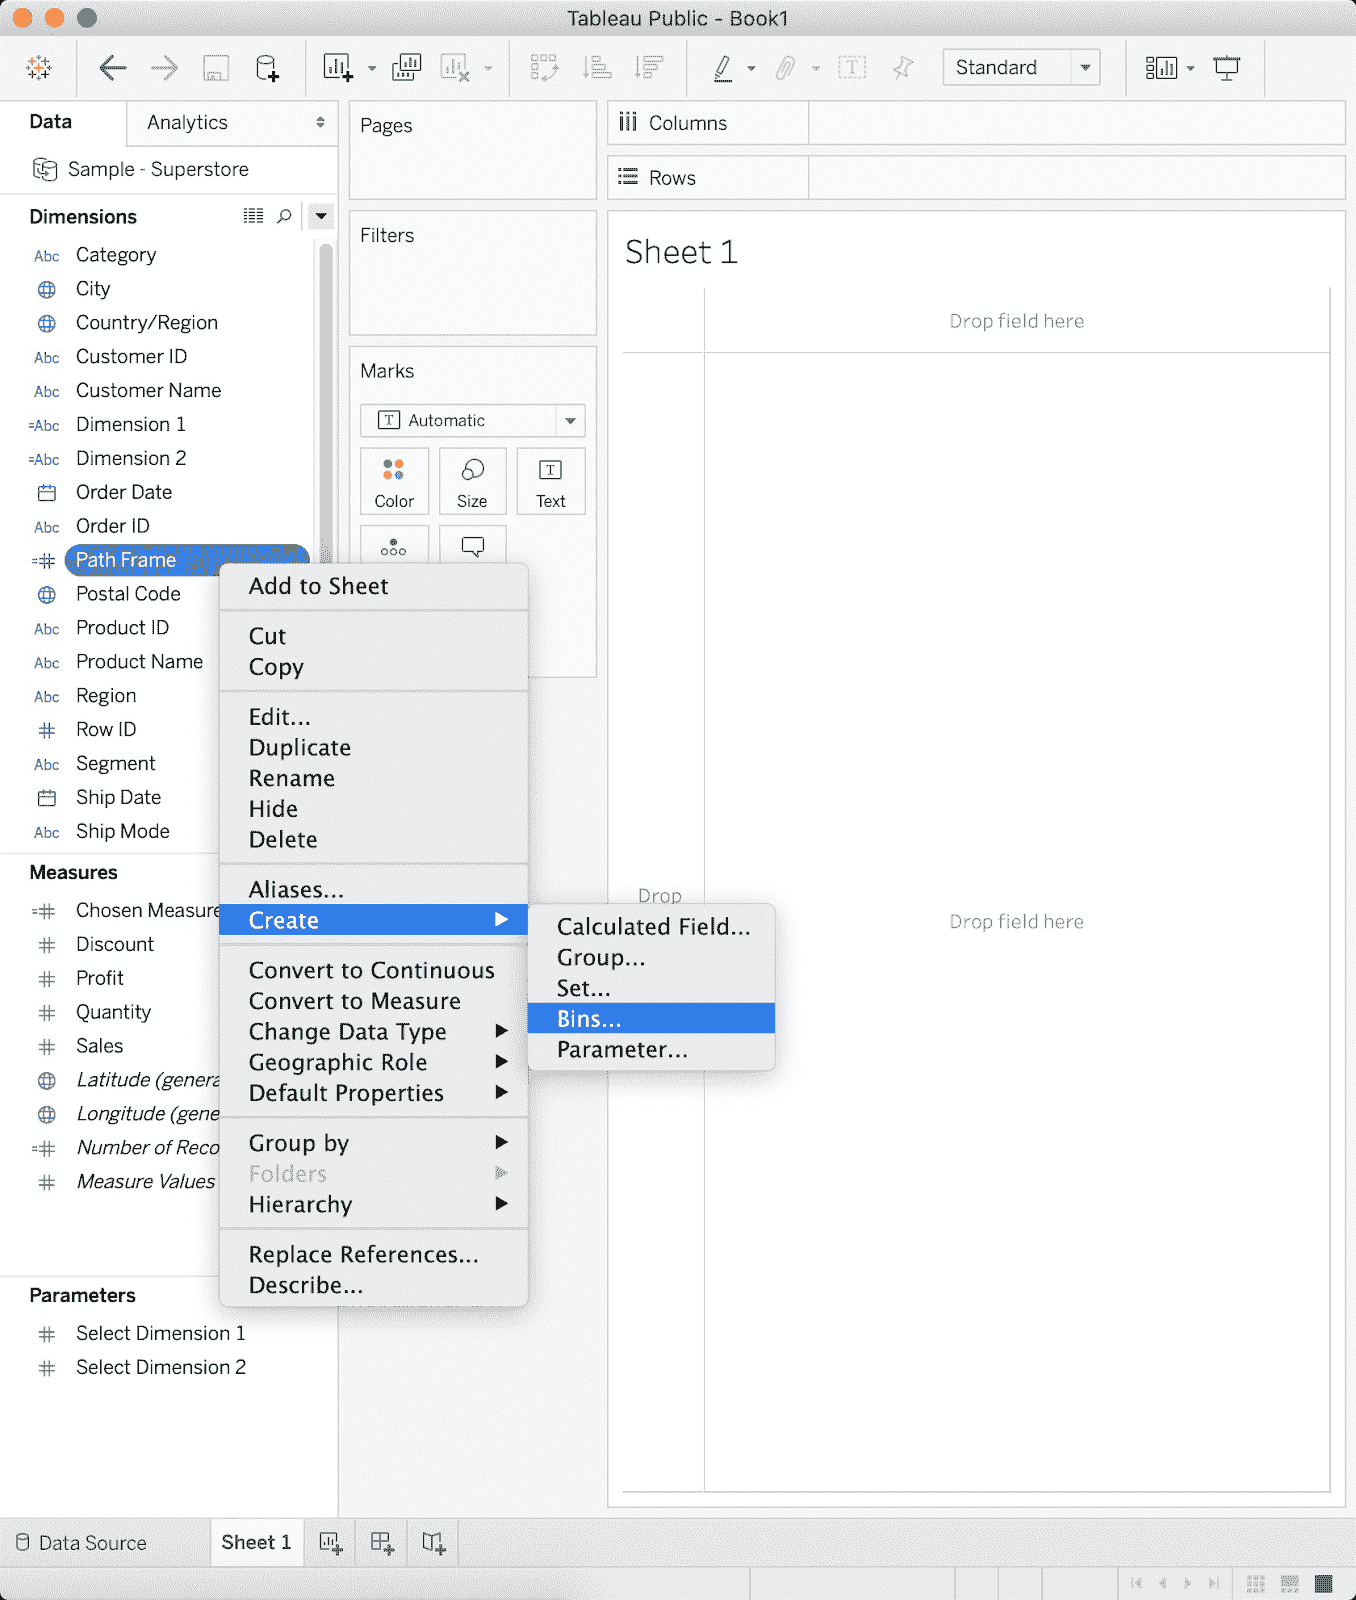 Tableau Public - Book1
Standard
Data
Analytics
Sample - Superstore
Dimensions
Abc Category
City
Country/Region
Abc Customer ID
Abc Customer Name
=Abc Dimension 1
=Abc Dimension 2
Order Date
Abc Order ID
=# Path Frame
Postal Code
Abc Product ID
Abc Product Name
Abc Region
# Row ID
Abc Segment
Ship Date
Abc Ship Mode
Measures
=# Chosen Measure
# Discount
# Profit
# Quantity
# Sales
Latitude (genera
Longitude (gene
=# Number of Reco
# Measure Values
Parameters
# Select Dimension 1
# Select Dimension 2
Pages
Filters
Marks
T Automatic
Color
Size
T Text
Columns
Rows
Sheet 1
Drop field here
Drop
Drop field here
Add to Sheet
Cut
Copy
Edit...
Duplicate
Rename
Hide
Delete
Aliases...
Create
Convert to Continuous
Convert to Measure
Change Data Type
Geographic Role
Default Properties
Group by
Folders
Hierarchy
Replace References...
Describe...
Calculated Field...
Group...
Set...
Bins...
Parameter...
Data Source
Sheet 1